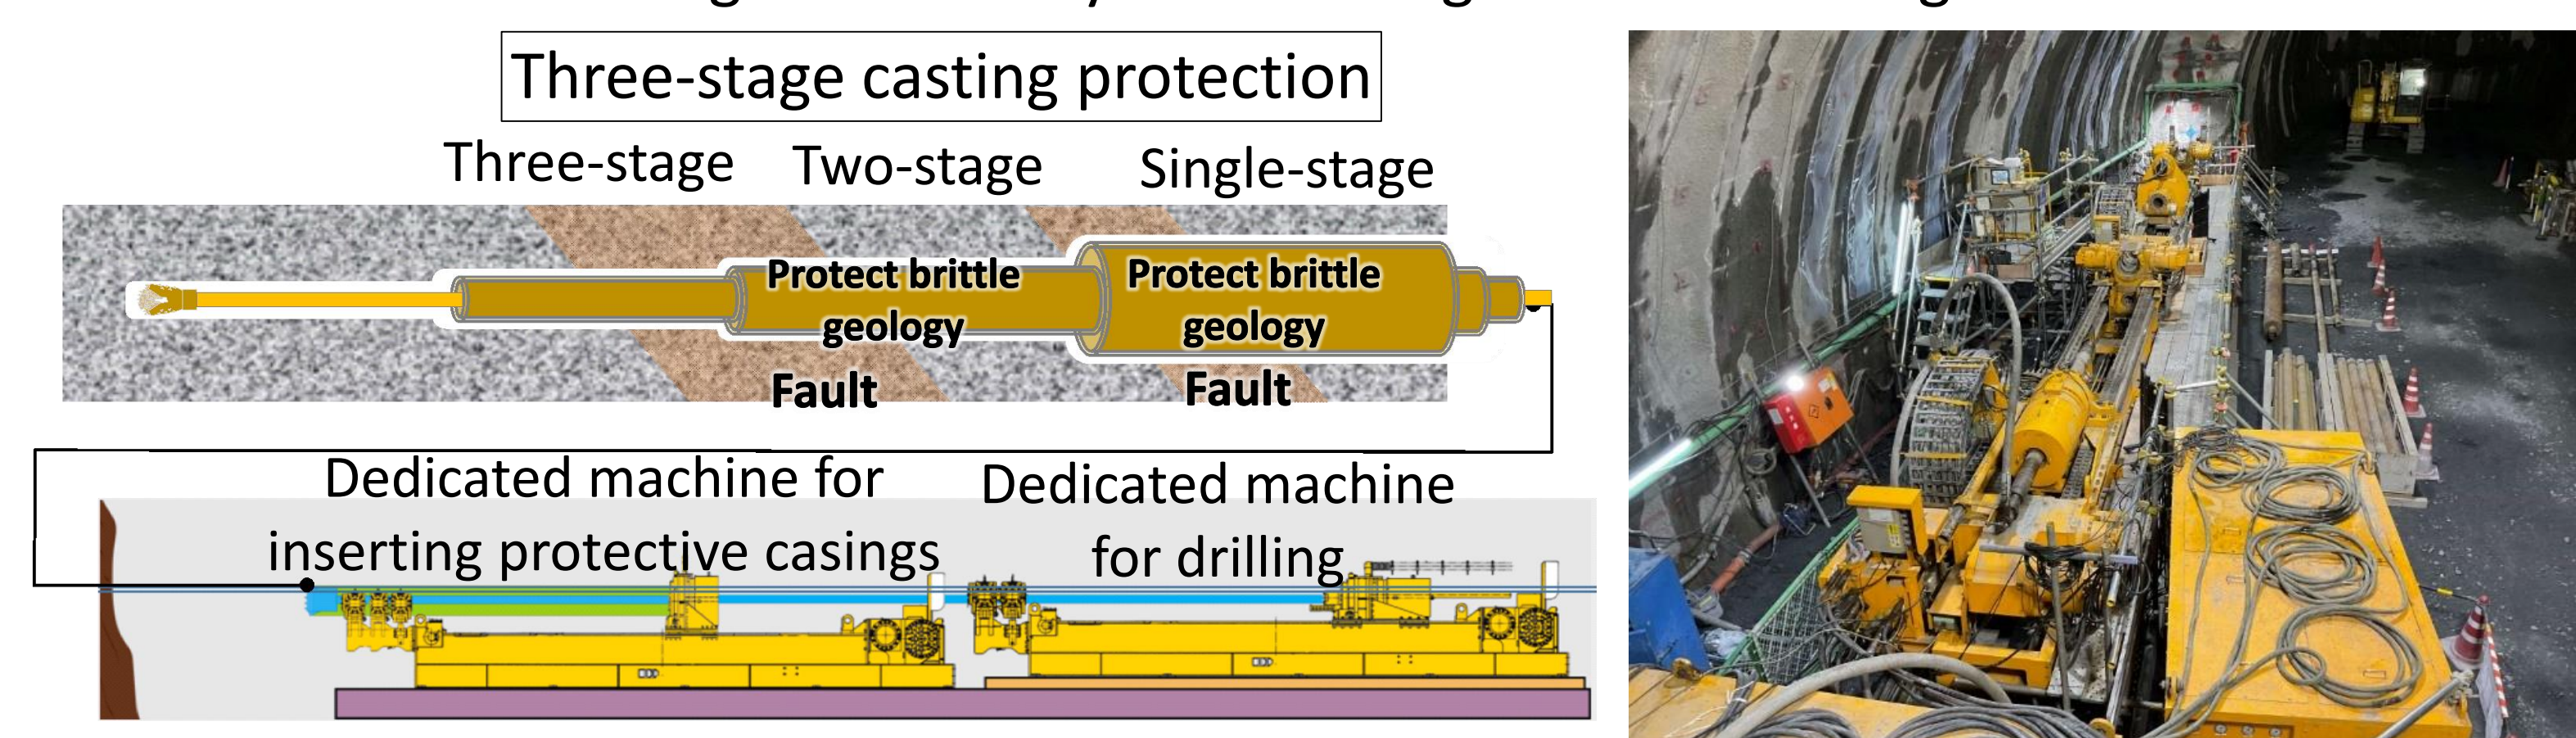 Three-stage casting protection
Three-stage Two-stage Single-stage
Protect brittle
geology
Protect brittle
geology
Fault
Fault
Dedicated machine for
inserting protective casings
Dedicated machine
for drilling